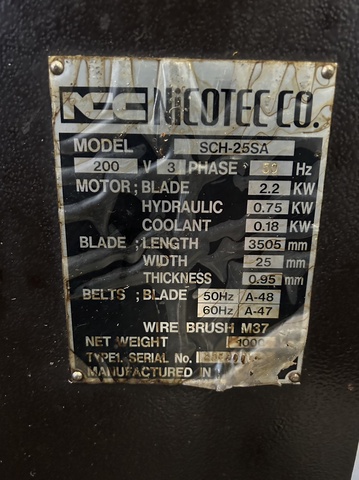 NCC NiCOTEC CO.
MODEL SCH-25SA
200 V 3 PHASE Hz
MOTOR ; BLADE 2.2 KW
HYDRAULIC 0.75 KW
COOLANT 0.18 KW
BLADE ; LENGTH 3505 mm
WIDTH 25 mm
THICKNESS 0.95 mm
BELTS ; BLADE 50Hz A-48
60Hz A-47
WIRE BRUSH M37
NET WEIGHT 1000
TYPE1. SERIAL No.
MANUFACTURED IN